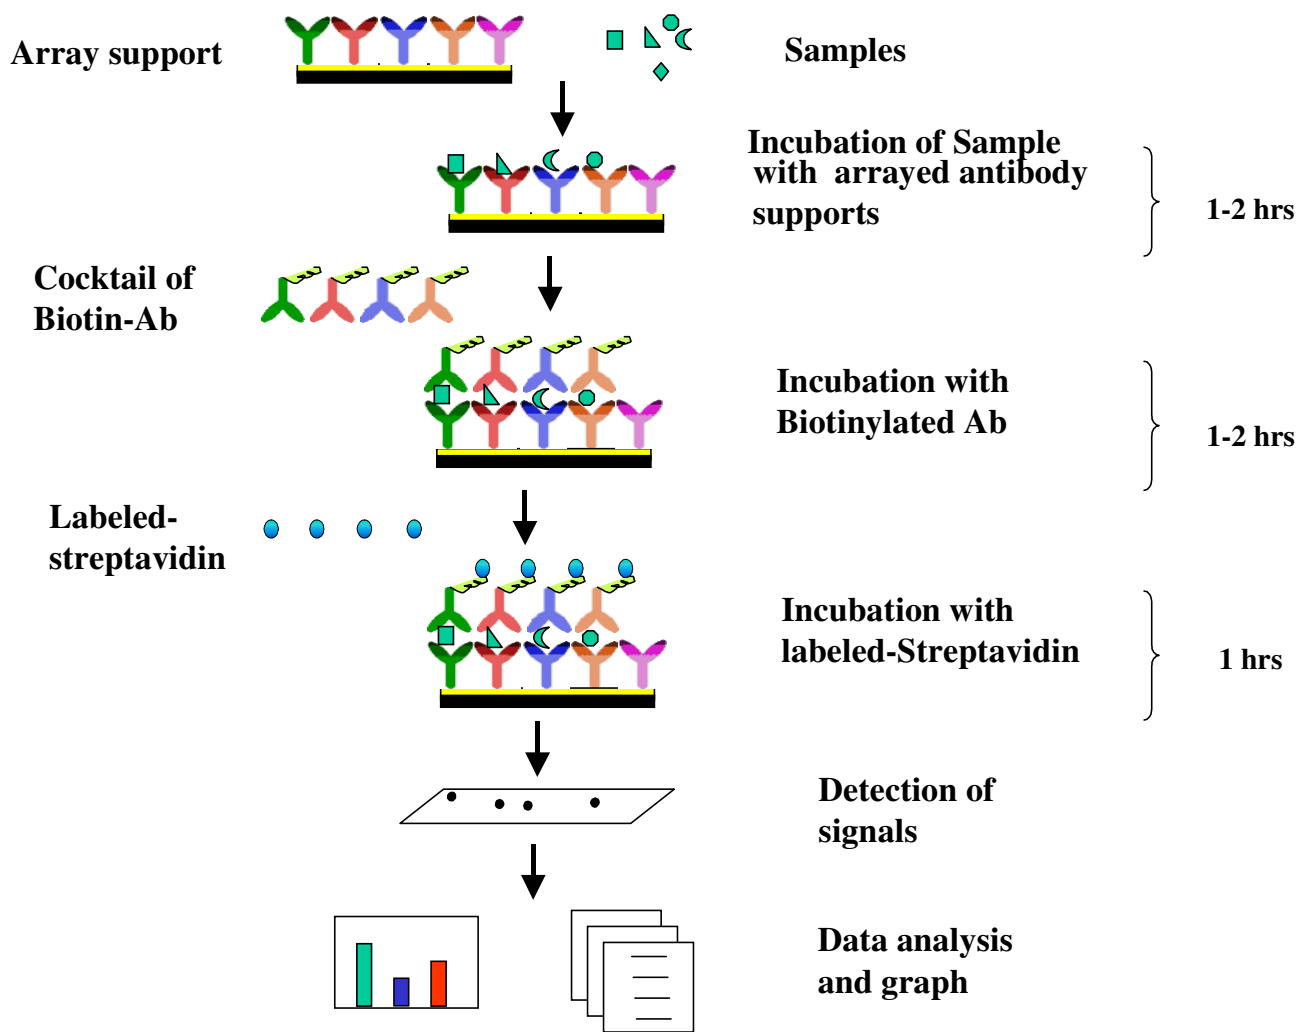 Array support
Samples
Incubation of Sample
with arrayed antibody
supports
1-2 hrs
Cocktail of
Biotin-Ab
Incubation with
Biotinylated Ab
1-2 hrs
Labeled-
streptavidin
Incubation with
labeled-Streptavidin
1 hrs
Detection of
signals
Data analysis
and graph